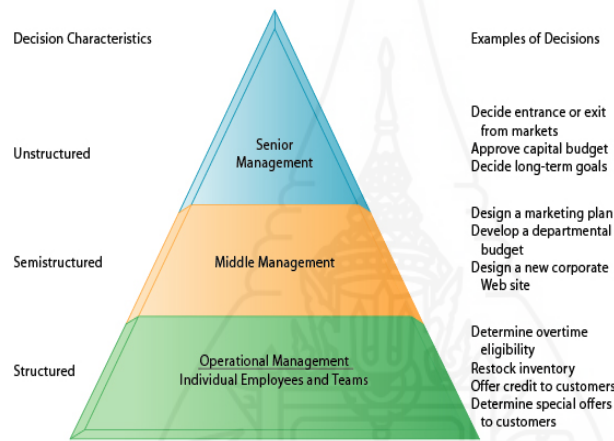 Decision Characteristics
Examples of Decisions
Unstructured
Senior
Management
Decide entrance or exit
from markets
Approve capital budget
Decide long-term goals
Semistructured
Middle Management
Design a marketing plan
Develop a departmental
budget
Design a new corporate
Web site
Structured
Operational Management
Individual Employees and Teams
Determine overtime
eligibility
Restock inventory
Offer credit to customers
Determine special offers
to customers